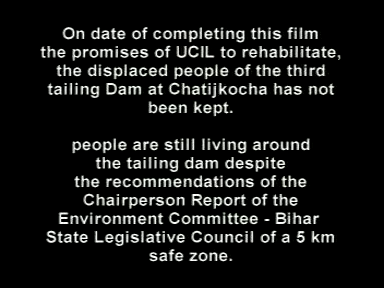 On date of completing this film
the promises of UCIL to rehabilitate,
the displaced people of the third
tailing Dam at Chatijkocha has not
been kept.
people are still living around
the tailing dam despite
the recommendations of the
Chairperson Report of the
Environment Committee - Bihar
State Legislative Council of a 5 km
safe zone.